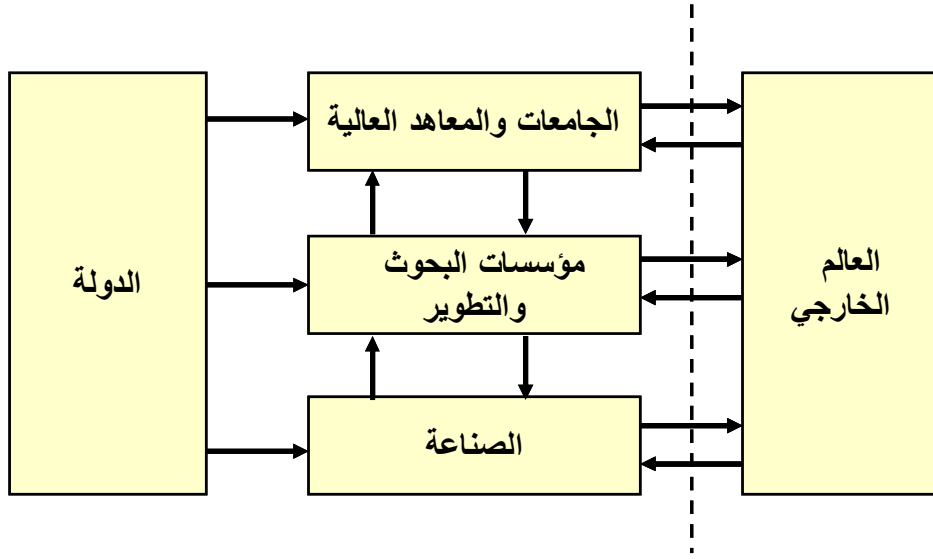 الجامعات والمعاهد العالية
العالم
الخارجي
مؤسسات البحوث
والتطوير
الدولة
الصناعة